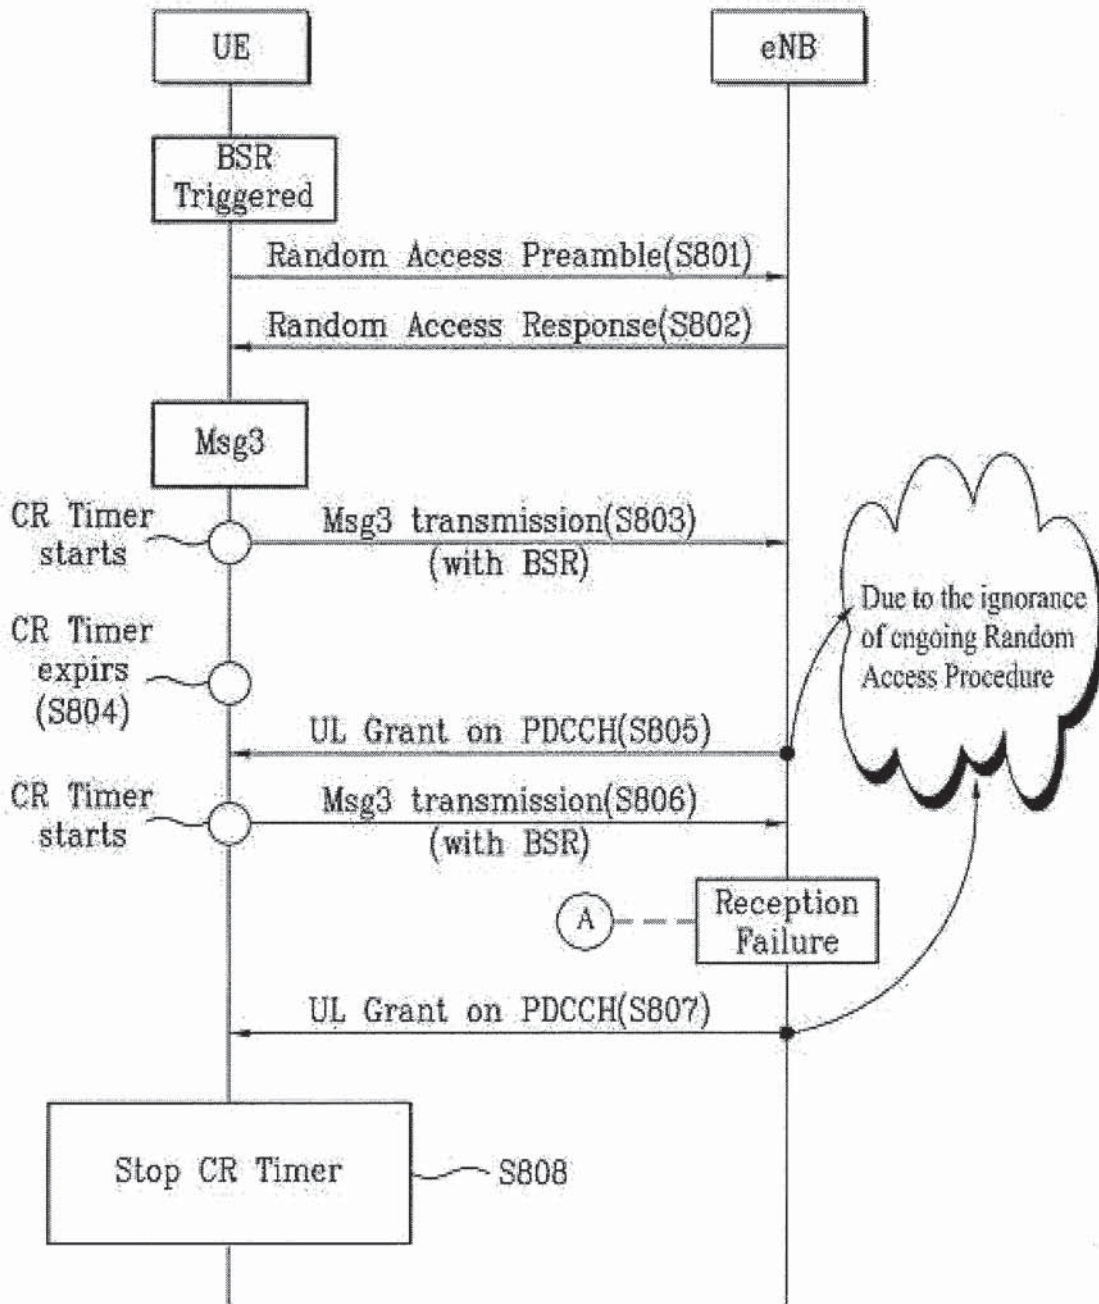 UE
eNB
BSR
Triggered
Random Access Preamble(S801)
Random Access Response(S802)
Msg3
CR Timer
starts
Msg3 transmission(S803)
(with BSR)
Due to the ignorance
of cngoing Random
Access Procedure
CR Timer
expirs
(S804)
UL Grant on PDCCH(S805)
CR Timer
starts
Msg3 transmission(S806)
(with BSR)
A
Reception
Failure
UL Grant on PDCCH(S807)
Stop CR Timer
S808